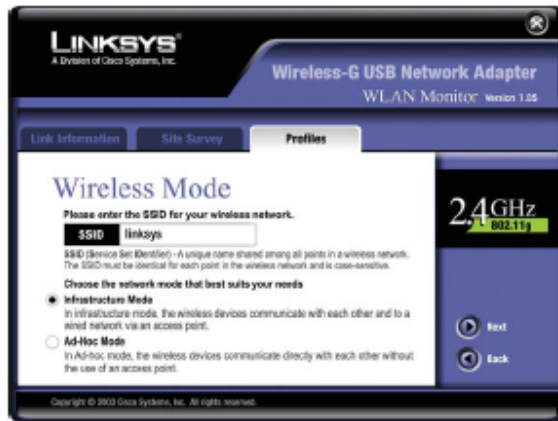 LINKSYS®
A Division of Cisco Systems, Inc.
Wireless-G USB Network Adapter
WLAN Monitor Version 1.05
Link Information
Site Survey
Profiles
Wireless Mode
Please enter the SSID for your wireless network.
SSID linksys
SSID (Service Set IDentifier) - A unique name shared among all points in a wireless network.
The SSID must be identical for each point in the wireless network and is case-sensitive.
Choose the network mode that best suits your needs
Infrastructure Mode
In infrastructure mode, the wireless devices communicate with each other and to a
wired network via an access point.
Ad-Hoc Mode
In Ad-hoc mode, the wireless devices communicate directly with each other without
the use of an access point.
2.4GHz
802.11g
Next
Back
Copyright © 2003 Cisco Systems, Inc. All rights reserved.